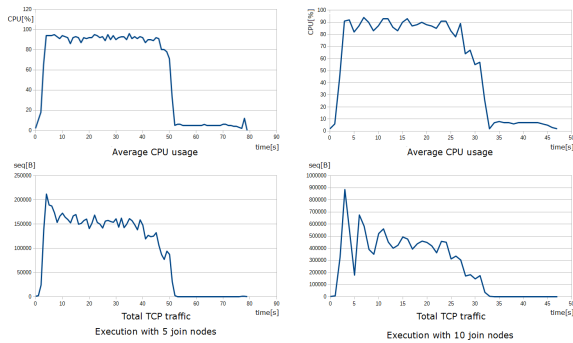 CPU[%]
120
100
80
60
40
20
0
0 10 20 30 40 50 60 70 80 90
time[s]
Average CPU usage
CPU[%]
100
90
80
70
60
50
40
30
20
10
0
0 5 10 15 20 25 30 35 40 45 50
time[s]
Average CPU usage
seq[B]
250000
200000
150000
100000
50000
0
0 10 20 30 40 50 60 70 80 90
time[s]
Total TCP traffic
Execution with 5 join nodes
seq[B]
1000000
900000
800000
700000
600000
500000
400000
300000
200000
100000
0
0 5 10 15 20 25 30 35 40 45 50
time[s]
Total TCP traffic
Execution with 10 join nodes